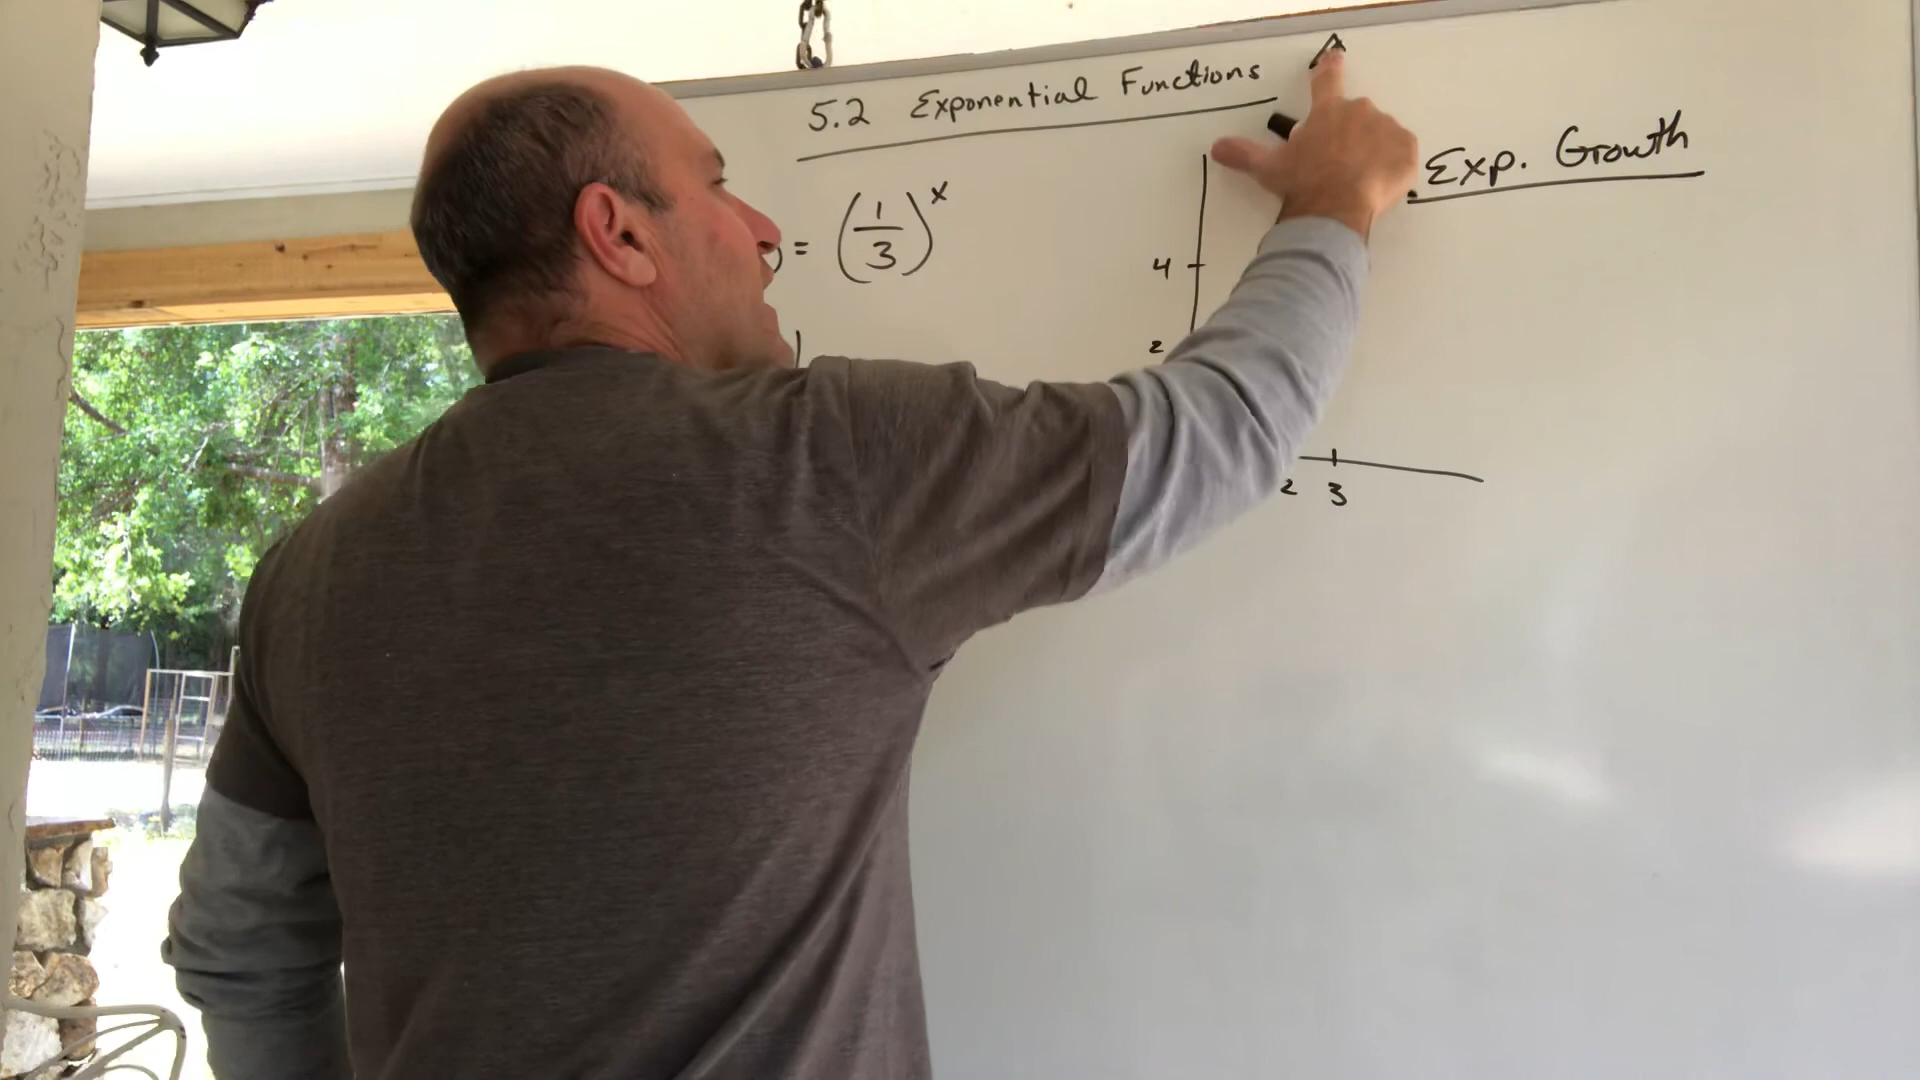 5.2 Exponential Functions
Exp. Growth
) = (1/3)^x
4
2
2 3